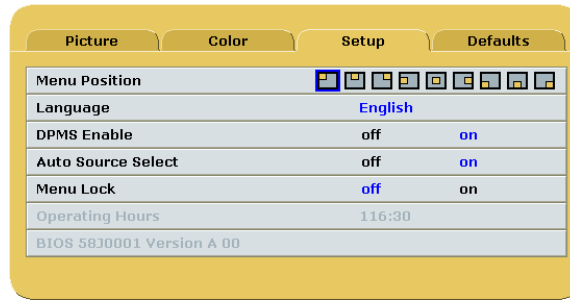 Picture Color Setup Defaults
Menu Position
Language English
DPMS Enable off on
Auto Source Select off on
Menu Lock off on
Operating Hours 116:30
BIOS 58J0001 Version A 00